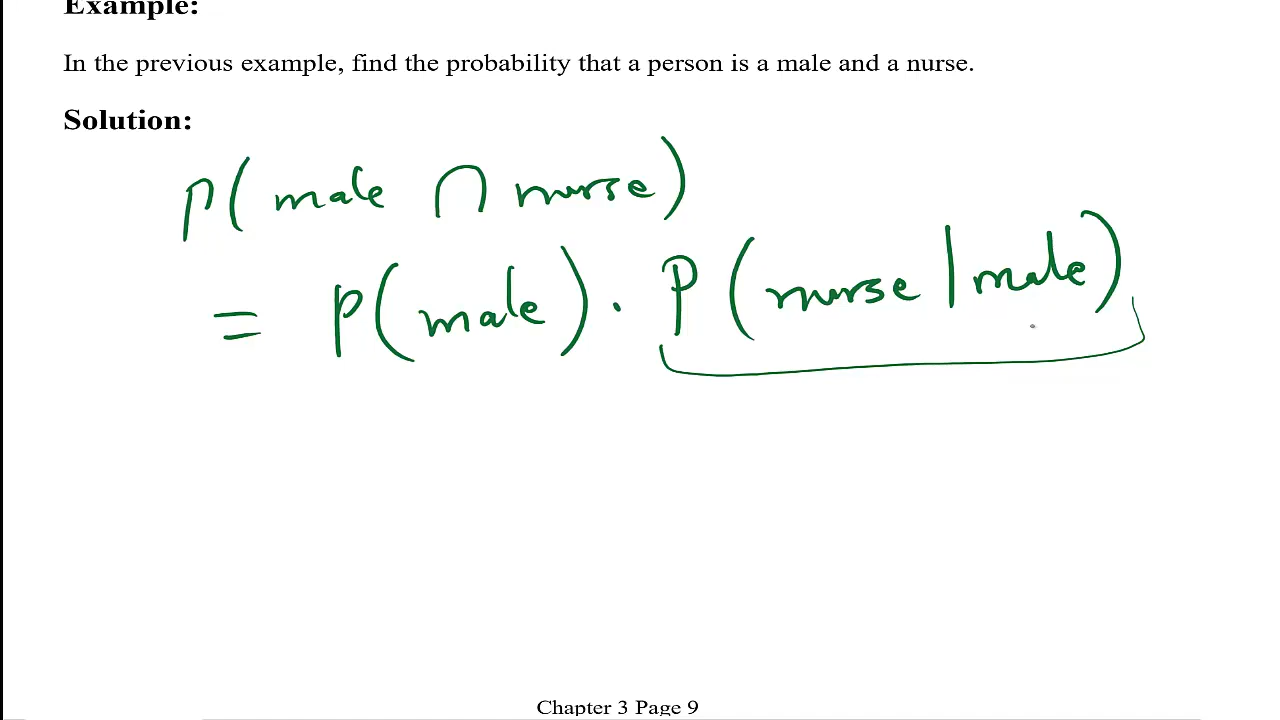 Example:
In the previous example, find the probability that a person is a male and a nurse.
Solution:
P( male ∩ nurse )
= P( male ) · P( nurse | male )
Chapter 3 Page 9